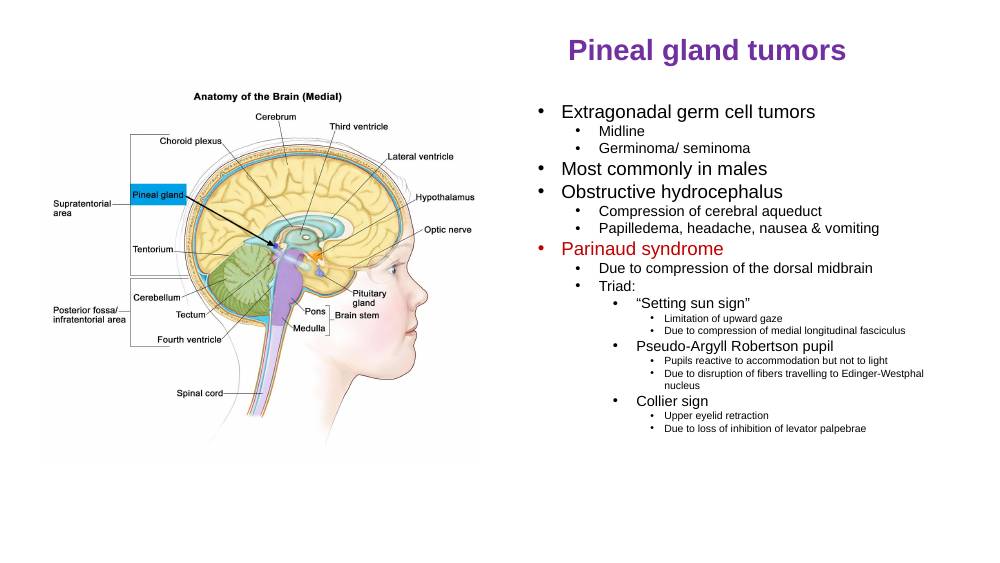 Pineal gland tumors
Anatomy of the Brain (Medial)
Cerebrum
Third ventricle
Choroid plexus
Lateral ventricle
Pineal gland
Hypothalamus
Supratentorial
area
Optic nerve
Tentorium
Cerebellum
Pituitary
gland
Posterior fossa/
infratentorial area
Tectum
Pons
Brain stem
Medulla
Fourth ventricle
Spinal cord
• Extragonadal germ cell tumors
• Midline
• Germinoma/ seminoma
• Most commonly in males
• Obstructive hydrocephalus
• Compression of cerebral aqueduct
• Papilledema, headache, nausea & vomiting
• Parinaud syndrome
• Due to compression of the dorsal midbrain
• Triad:
• “Setting sun sign”
• Limitation of upward gaze
• Due to compression of medial longitudinal fasciculus
• Pseudo-Argyll Robertson pupil
• Pupils reactive to accommodation but not to light
• Due to disruption of fibers travelling to Edinger-Westphal
nucleus
• Collier sign
• Upper eyelid retraction
• Due to loss of inhibition of levator palpebrae